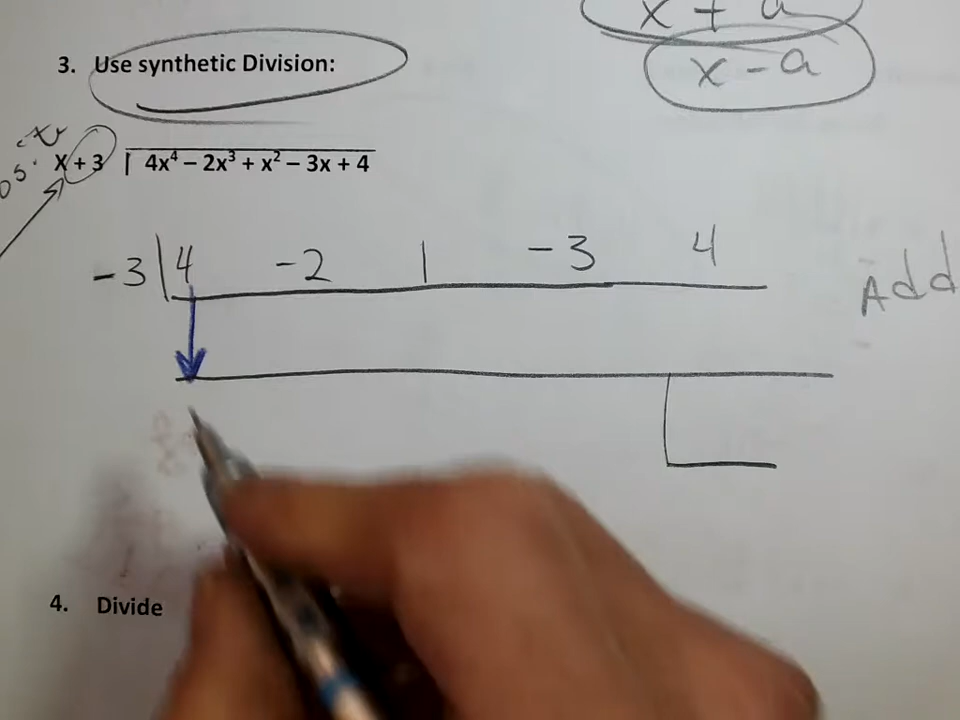 x + a
3. Use synthetic Division:
x - a
X + 3 4x⁴ – 2x³ + x² – 3x + 4
-3 | 4 -2 1 -3 4
Add
4. Divide